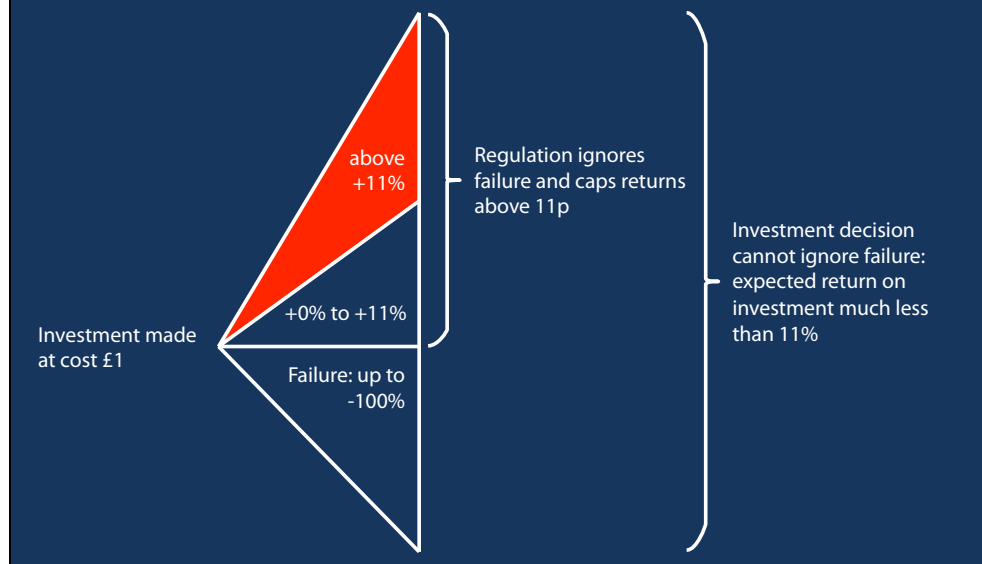 above
+11%
Regulation ignores
failure and caps returns
above 11p
Investment decision
cannot ignore failure:
expected return on
investment much less
than 11%
+0% to +11%
Investment made
at cost £1
Failure: up to
-100%